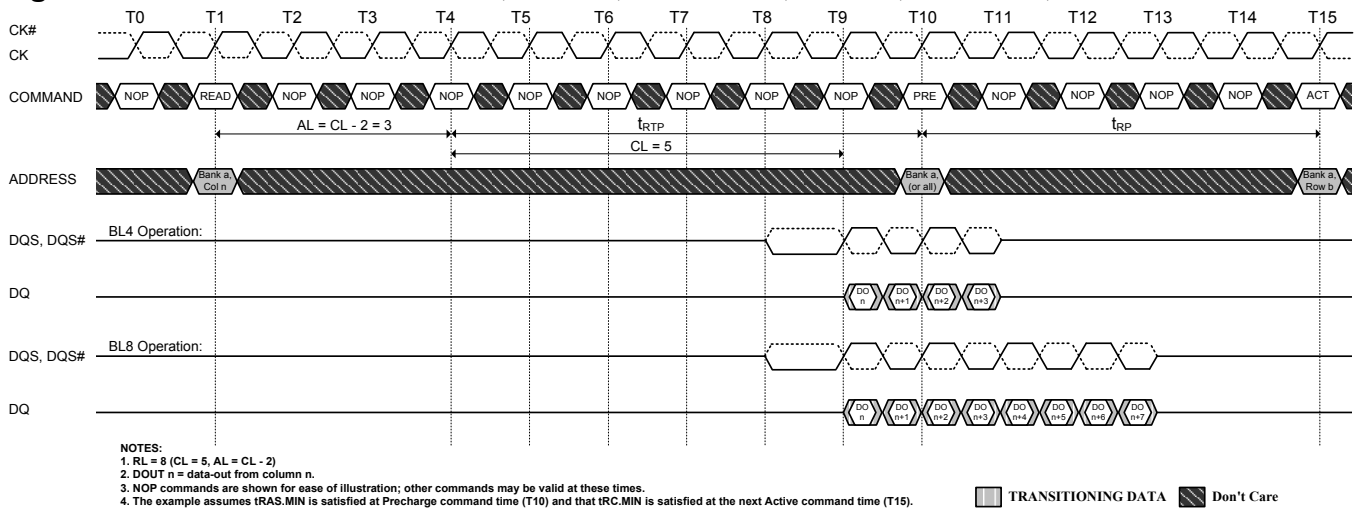 T0 T1 T2 T3 T4 T5 T6 T7 T8 T9 T10 T11 T12 T13 T14 T15
CK#
CK
COMMAND NOP READ NOP NOP NOP NOP NOP NOP NOP NOP PRE NOP NOP NOP NOP ACT
AL = CL - 2 = 3 tRTP tRP
CL = 5
ADDRESS Bank a, Col n Bank a, (or all) Bank a, Row b
DQS, DQS# BL4 Operation:
DQ DO n DO n+1 DO n+2 DO n+3
DQS, DQS# BL8 Operation:
DQ DO n DO n+1 DO n+2 DO n+3 DO n+4 DO n+5 DO n+6 DO n+7
NOTES:
1. RL = 8 (CL = 5, AL = CL - 2)
2. DOUT n = data-out from column n.
3. NOP commands are shown for ease of illustration; other commands may be valid at these times.
4. The example assumes tRAS.MIN is satisfied at Precharge command time (T10) and that tRC.MIN is satisfied at the next Active command time (T15).
TRANSITIONING DATA Don't Care